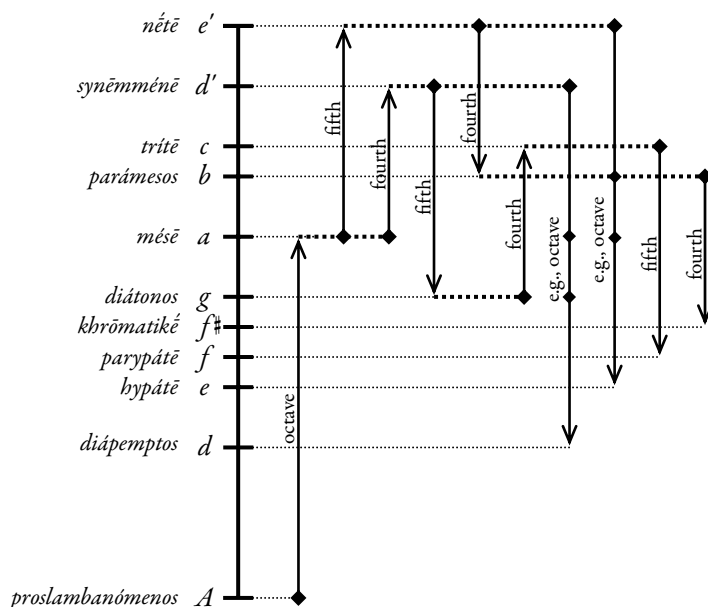 nḗtē e'
synēmménē d'
trítē c
parámesos b
mésē a
diátonos g
khrōmatikḗ f♯
parypátē f
hypátē e
diápemptos d
proslambanómenos A
octave
fifth
fourth
fifth
fourth
fourth
e.g., octave
e.g., octave
fifth
fourth